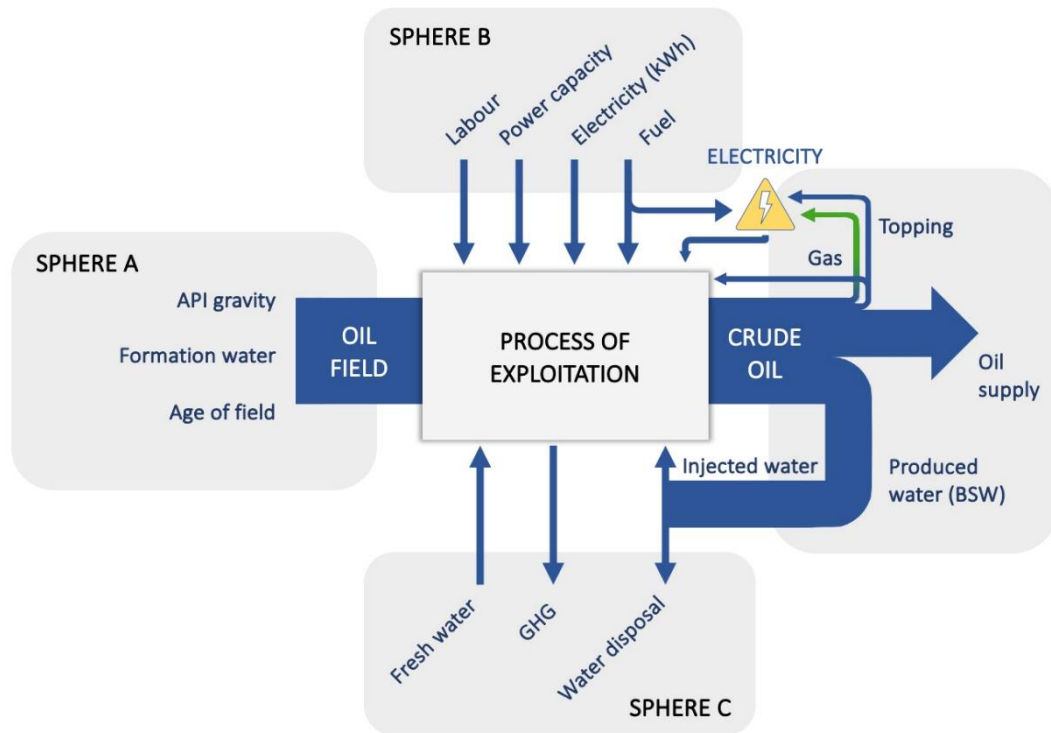 SPHERE B
Labour
Power capacity
Electricity (kWh)
Fuel
ELECTRICITY
Topping
Gas
SPHERE A
API gravity
Formation water
Age of field
OIL
FIELD
PROCESS OF
EXPLOITATION
CRUDE
OIL
Oil
supply
Injected water
Produced
water (BSW)
Fresh water
GHG
Water disposal
SPHERE C